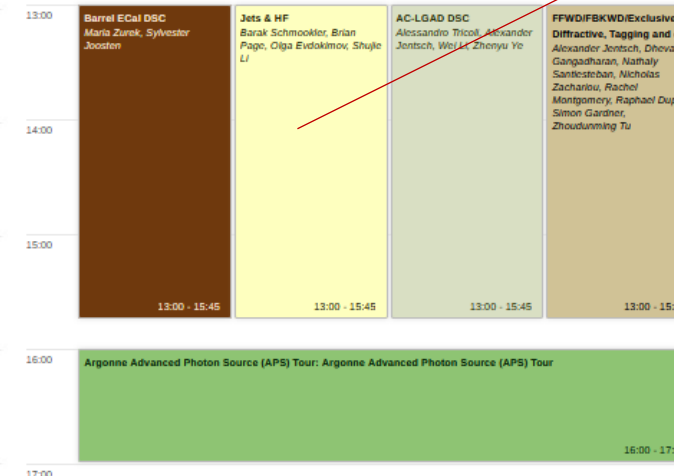 13:00
Barrel ECal DSC
Maria Zurek, Sylvester
Joosten
13:00 - 15:45
Jets & HF
Barak Schmookler, Brian
Page, Olga Evdokimov, Shujie
Li
13:00 - 15:45
AC-LGAD DSC
Alessandro Tricoli, Alexander
Jentsch, Wei Li, Zhenyu Ye
13:00 - 15:45
FFWD/FBKWD/Exclusive
Diffractive, Tagging and
Alexander Jentsch, Dheva
Gangadharan, Nathaly
Santiesteban, Nicholas
Zachariou, Rachel
Montgomery, Raphael Dup
Simon Gardner,
Zhoudunming Tu
13:00 - 15:
14:00
15:00
16:00
Argonne Advanced Photon Source (APS) Tour: Argonne Advanced Photon Source (APS) Tour
16:00 - 17:
17:00